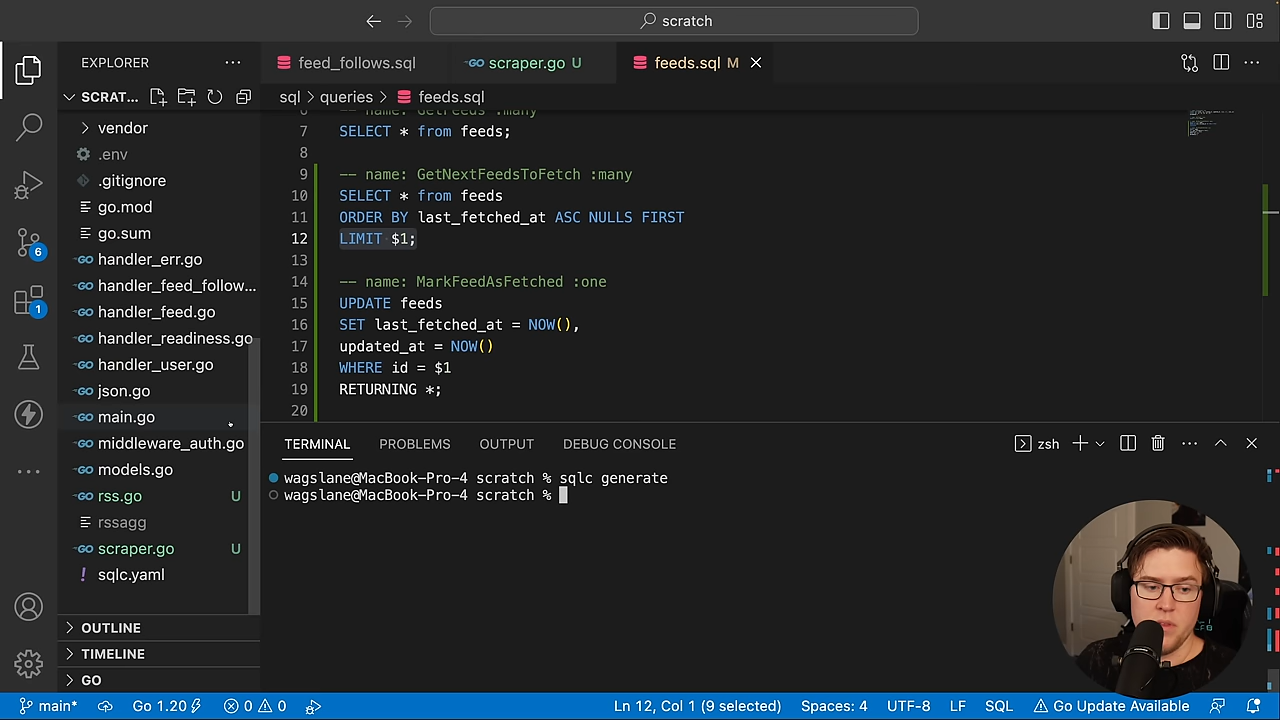 scratch
EXPLORER
feed_follows.sql
scraper.go U
feeds.sql M
SCRAT...
sql > queries > feeds.sql
vendor
.env
.gitignore
go.mod
go.sum
handler_err.go
handler_feed_follow...
handler_feed.go
handler_readiness.go
handler_user.go
json.go
main.go
middleware_auth.go
models.go
rss.go U
rssagg
scraper.go U
sqlc.yaml
OUTLINE
TIMELINE
GO
6 -- name: GetFeeds :many
7 SELECT * from feeds;
8
9 -- name: GetNextFeedsToFetch :many
10 SELECT * from feeds
11 ORDER BY last_fetched_at ASC NULLS FIRST
12 LIMIT $1;
13
14 -- name: MarkFeedAsFetched :one
15 UPDATE feeds
16 SET last_fetched_at = NOW(),
17 updated_at = NOW()
18 WHERE id = $1
19 RETURNING *;
20
6
1
TERMINAL PROBLEMS OUTPUT DEBUG CONSOLE
zsh
wagslane@MacBook-Pro-4 scratch % sqlc generate
wagslane@MacBook-Pro-4 scratch %
main* Go 1.20 0 0 Ln 12, Col 1 (9 selected) Spaces: 4 UTF-8 LF SQL Go Update Available